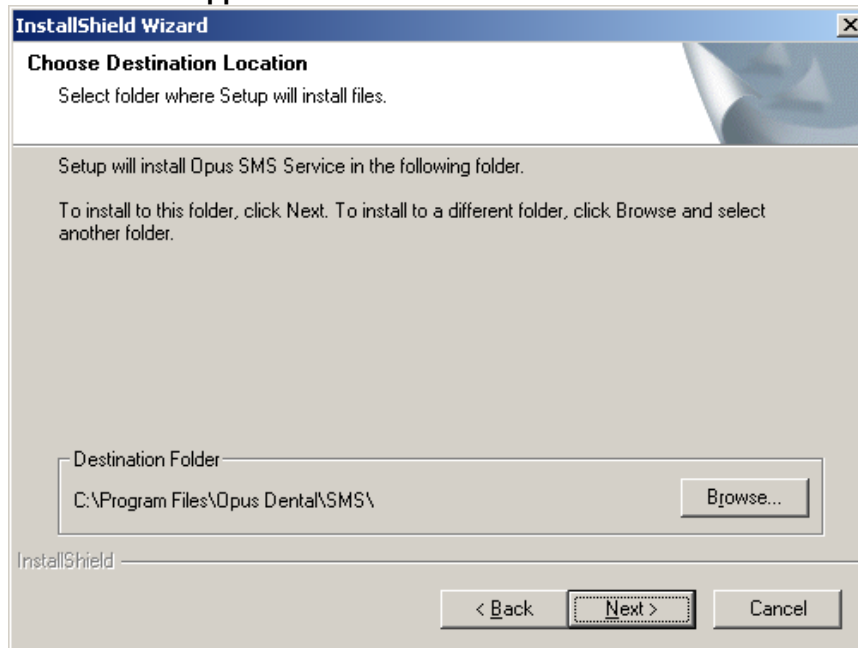 InstallShield Wizard
Choose Destination Location
Select folder where Setup will install files.
Setup will install Opus SMS Service in the following folder.
To install to this folder, click Next. To install to a different folder, click Browse and select
another folder.
Destination Folder
C:\Program Files\Opus Dental\SMS\
Browse...
InstallShield
< Back
Next >
Cancel